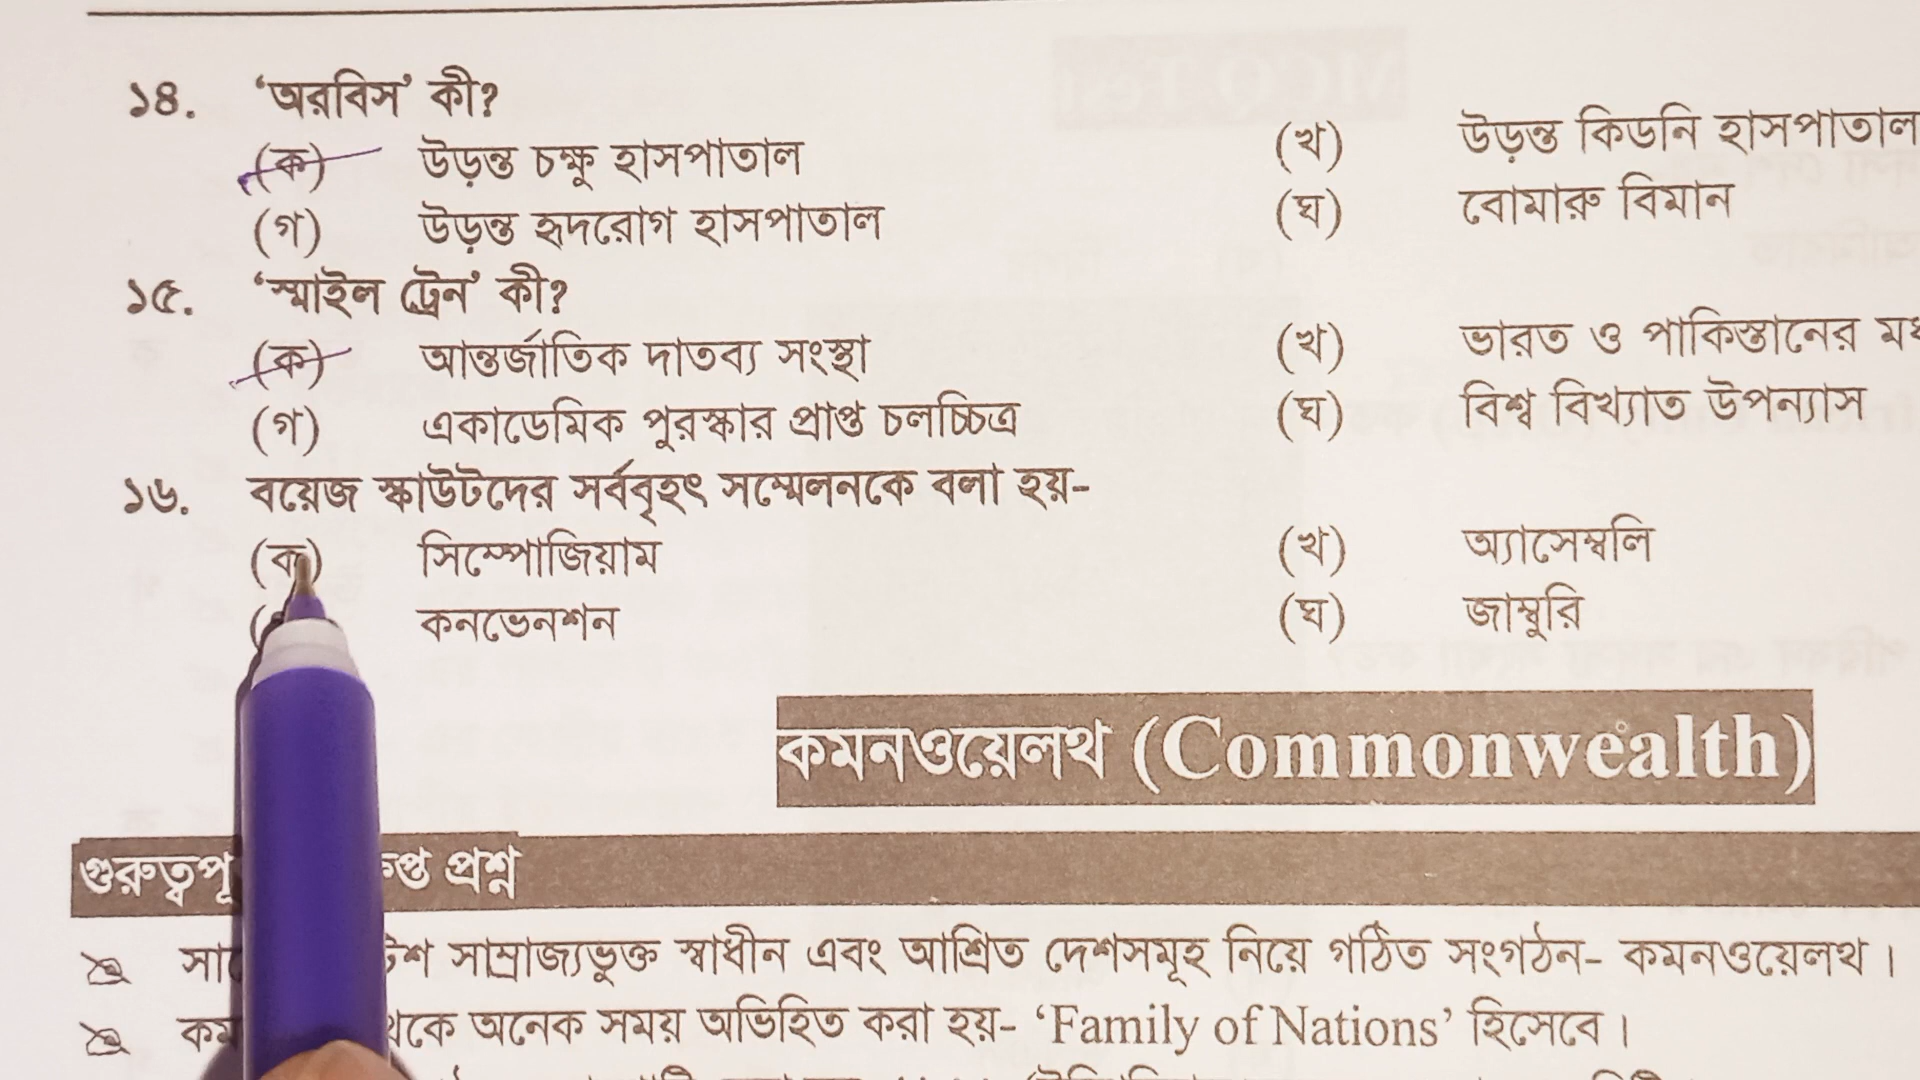 ১৪. ‘অরবিস’ কী?
(ক) উড়ন্ত চক্ষু হাসপাতাল (খ) উড়ন্ত কিডনি হাসপাতাল
(গ) উড়ন্ত হৃদরোগ হাসপাতাল (ঘ) বোমারু বিমান
১৫. ‘স্মাইল ট্রেন’ কী?
(ক) আন্তর্জাতিক দাতব্য সংস্থা (খ) ভারত ও পাকিস্তানের
(গ) একাডেমিক পুরস্কার প্রাপ্ত চলচ্চিত্র (ঘ) বিশ্ব বিখ্যাত উপন্যাস
১৬. বয়েজ স্কাউটদের সর্ববৃহৎ সম্মেলনকে বলা হয়-
(ক) সিম্পোজিয়াম (খ) অ্যাসেম্বলি
কনভেনশন (ঘ) জাম্বুরি
কমনওয়েলথ (Commonwealth)
প্রশ্ন
সাম্রাজ্যভুক্ত স্বাধীন এবং আশ্রিত দেশসমূহ নিয়ে গঠিত সংগঠন- কমনওয়েলথ।
অনেক সময় অভিহিত করা হয়- ‘Family of Nations’ হিসেবে।